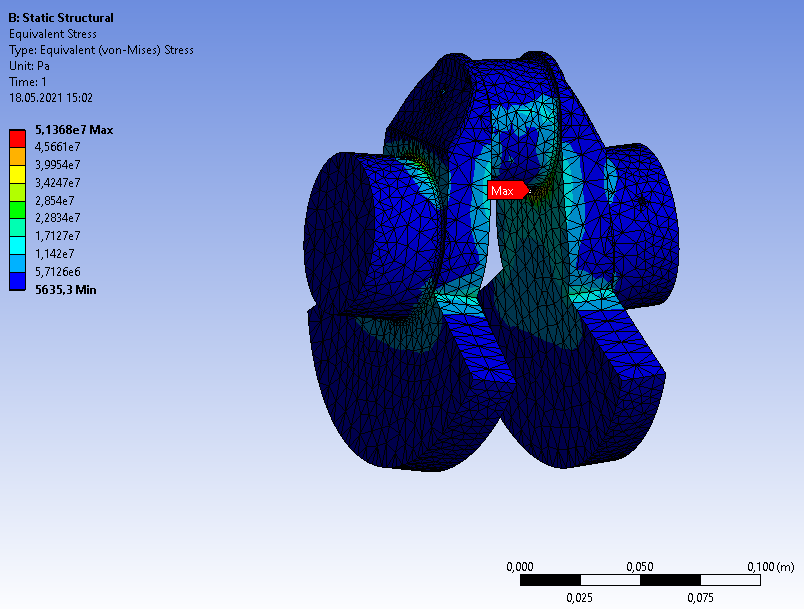 B: Static Structural
Equivalent Stress
Type: Equivalent (von-Mises) Stress
Unit: Pa
Time: 1
18.05.2021 15:02
5,1368e7 Max
4,5661e7
3,9954e7
3,4247e7
2,854e7
2,2834e7
1,7127e7
1,142e7
5,7126e6
5635,3 Min
Max
0,000 0,050 0,100 (m)
0,025 0,075